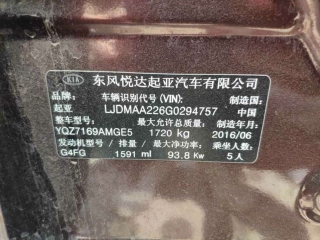 KIA 东风悦达起亚汽车有限公司
品牌: 车辆识别代号(VIN): 制造国:
起亚 LJDMAA226G0294757 中国
整车型号: 最大允许总质量: 制造年月:
YQZ7169AMGE5 1720 kg 2016/06
发动机型号/ 排量/ 最大净功率: 乘坐人数:
G4FG 1591 ml 93.8 Kw 5人